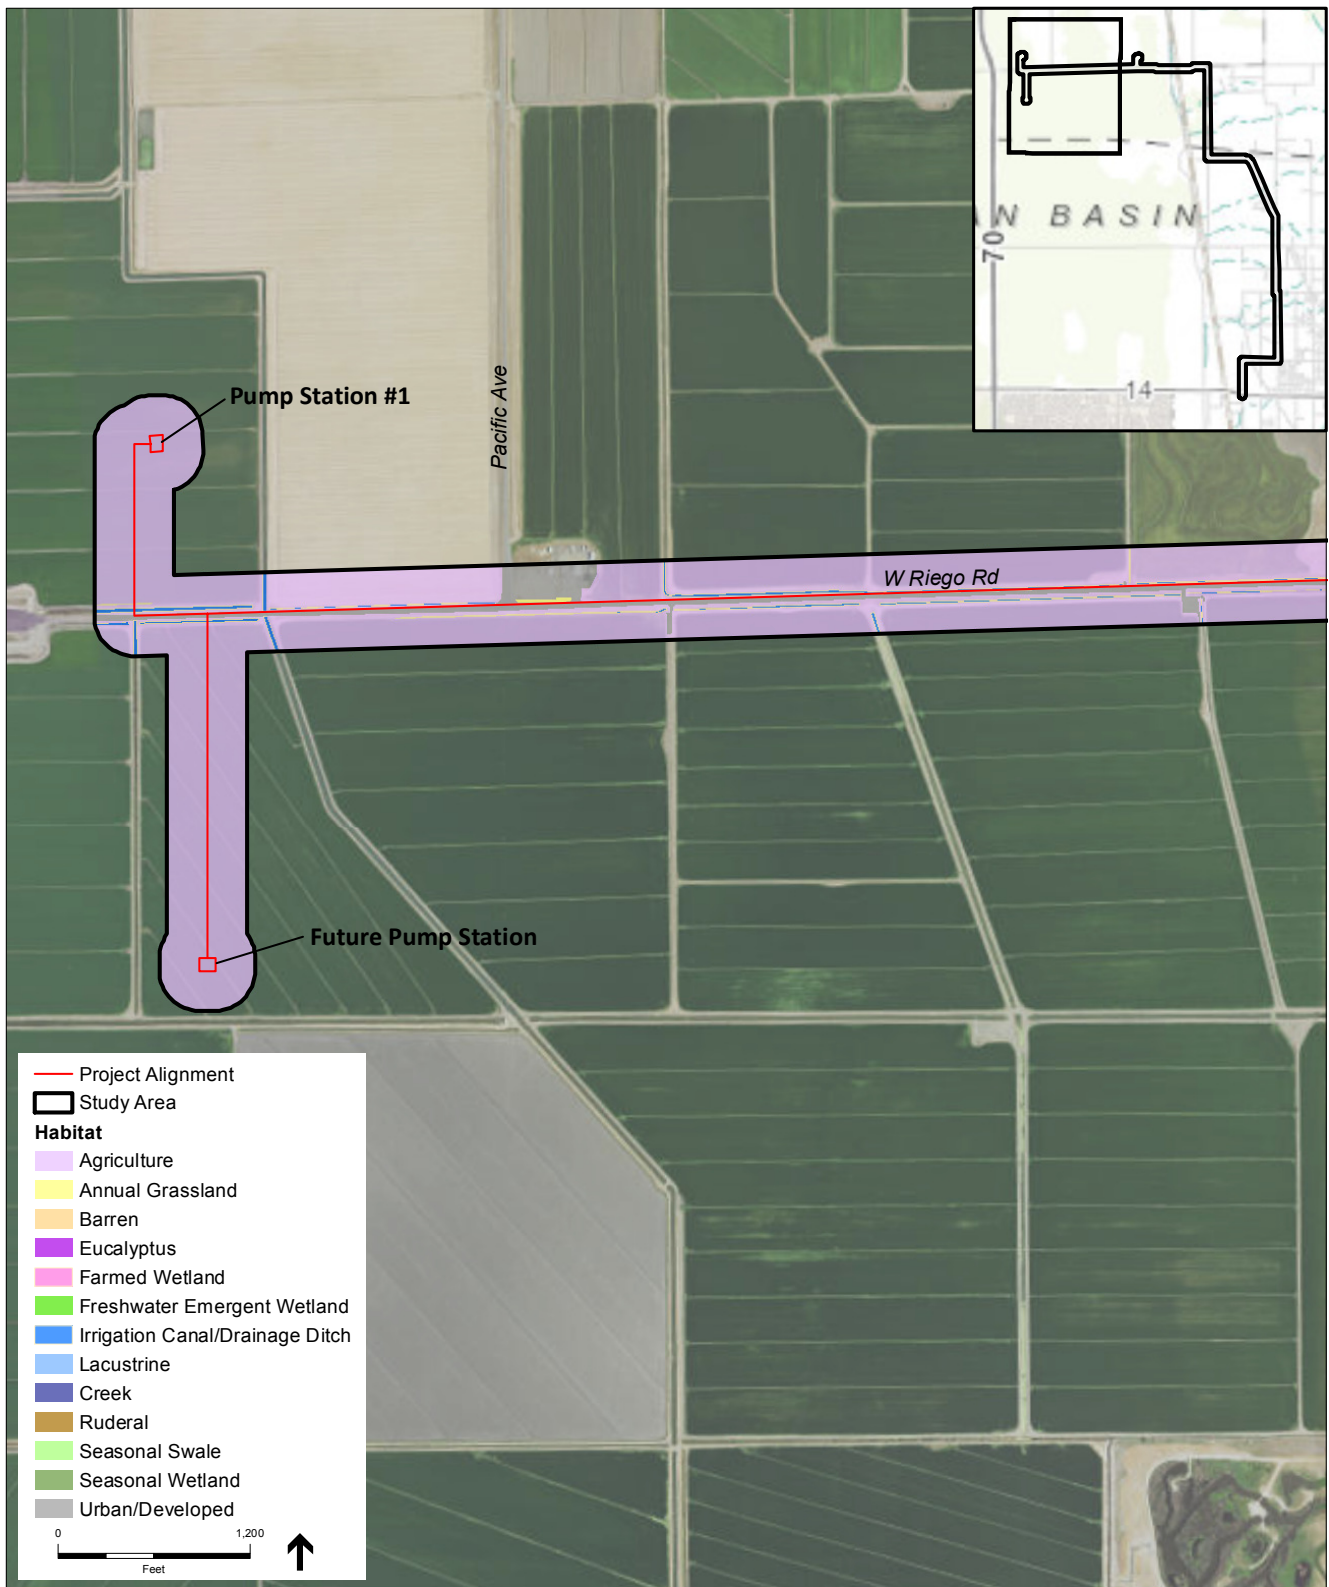 AN BASIN
70
14
Pump Station #1
Pacific Ave
W Riego Rd
Future Pump Station
Project Alignment
Study Area
Habitat
Agriculture
Annual Grassland
Barren
Eucalyptus
Farmed Wetland
Freshwater Emergent Wetland
Irrigation Canal/Drainage Ditch
Lacustrine
Creek
Ruderal
Seasonal Swale
Seasonal Wetland
Urban/Developed
0 1,200
Feet